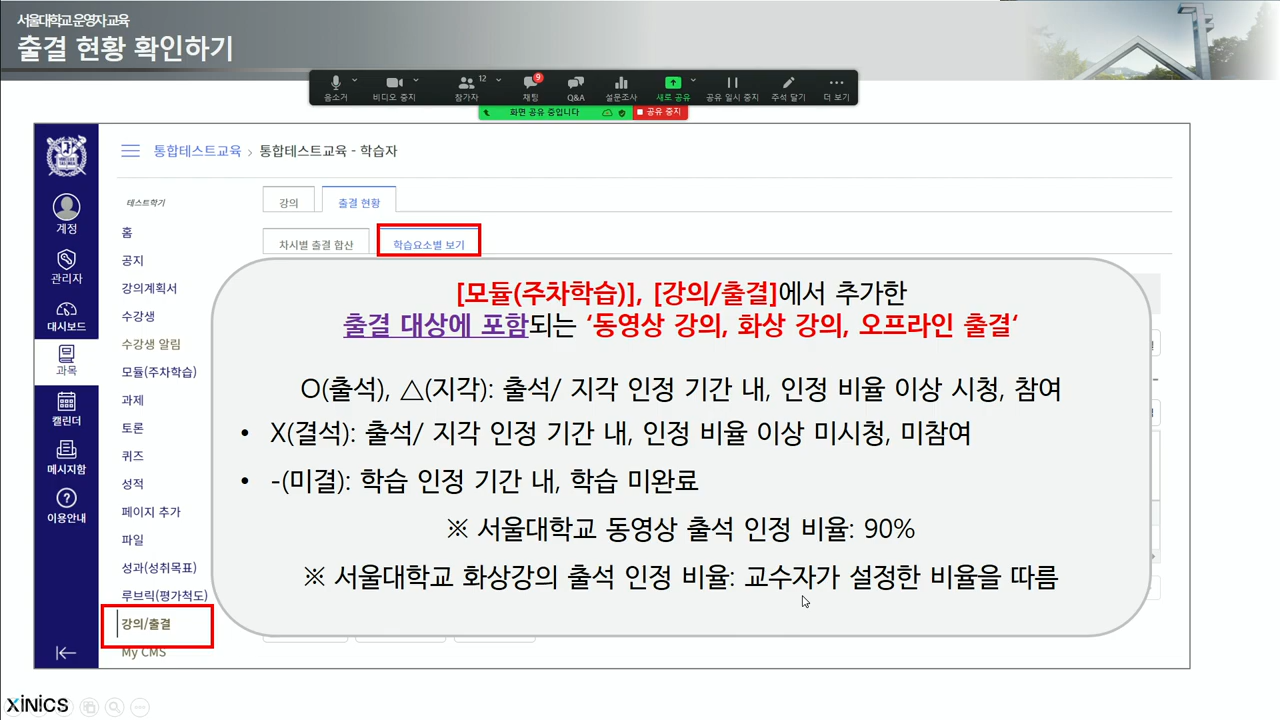 서울대학교 운영자 교육
출결 현황 확인하기
음소거
비디오 중지
12
참가자
9
채팅
Q&A
설문조사
새로 공유
공유 일시 중지
주석 달기
더 보기
화면 공유 중입니다
공유 중지
통합테스트교육 › 통합테스트교육 - 학습자
계정
관리자
대시보드
과목
캘린더
메시지함
이용안내
테스트학기
홈
공지
강의계획서
수강생
수강생 알림
모듈(주차학습)
과제
토론
퀴즈
성적
페이지 추가
파일
성과(성취목표)
루브릭(평가척도)
강의/출결
My CMS
강의
출결 현황
차시별 출결 합산
학습요소별 보기
[모듈(주차학습)], [강의/출결]에서 추가한
출결 대상에 포함되는 ‘동영상 강의, 화상 강의, 오프라인 출결‘
O(출석), △(지각): 출석/ 지각 인정 기간 내, 인정 비율 이상 시청, 참여
• X(결석): 출석/ 지각 인정 기간 내, 인정 비율 이상 미시청, 미참여
• -(미결): 학습 인정 기간 내, 학습 미완료
※ 서울대학교 동영상 출석 인정 비율: 90%
※ 서울대학교 화상강의 출석 인정 비율: 교수자가 설정한 비율을 따름
XINICS